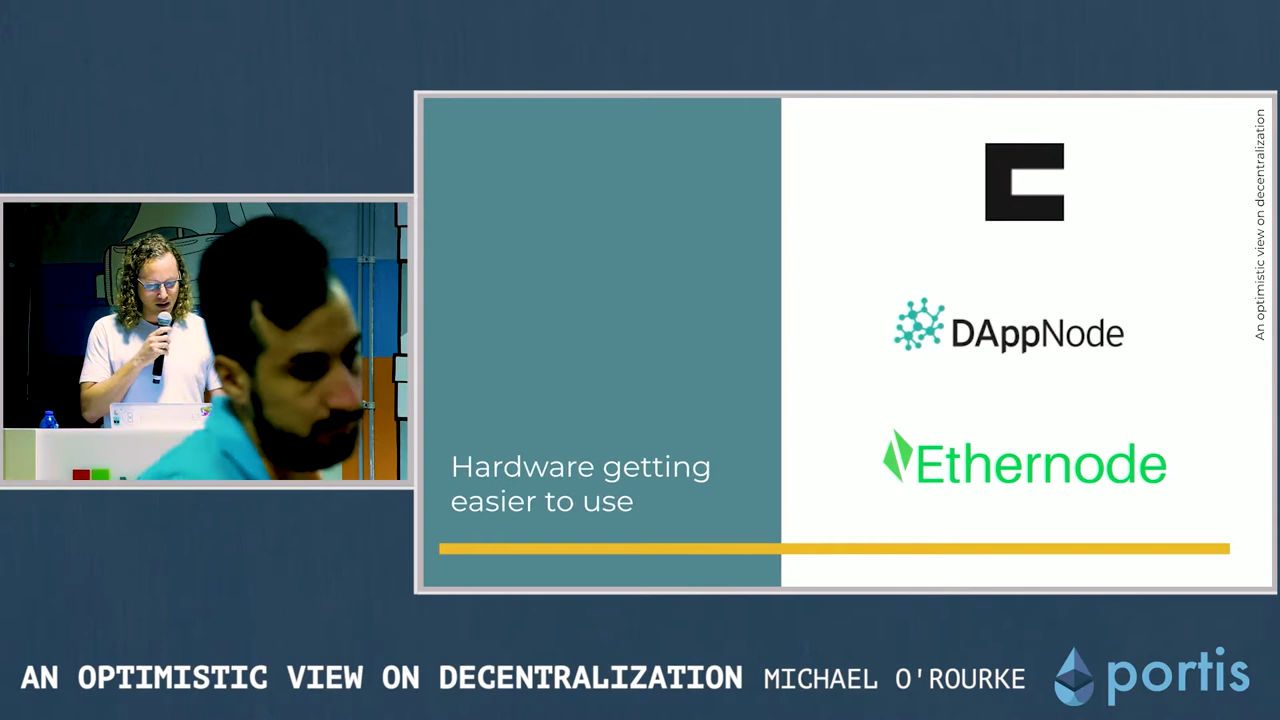 An optimistic view on decentralization
DAppNode
Ethernode
Hardware getting
easier to use
AN OPTIMISTIC VIEW ON DECENTRALIZATION MICHAEL O'ROURKE
portis